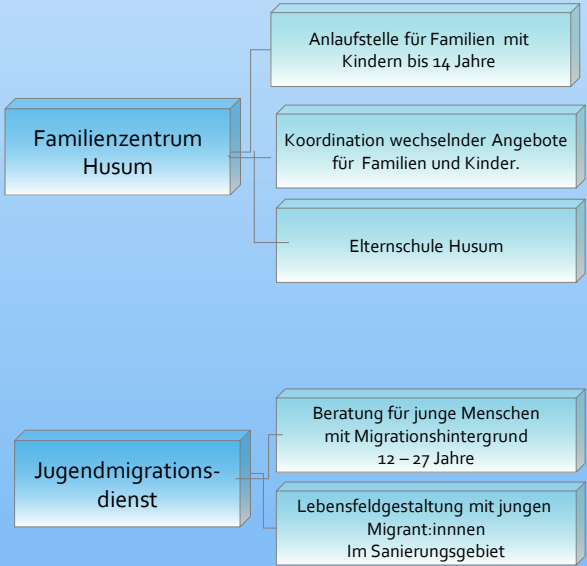 Familienzentrum
Husum
Anlaufstelle für Familien mit
Kindern bis 14 Jahre
Koordination wechselnder Angebote
für Familien und Kinder.
Elternschule Husum
Jugendmigrations-
dienst
Beratung für junge Menschen
mit Migrationshintergrund
12 – 27 Jahre
Lebensfeldgestaltung mit jungen
Migrant:innnen
Im Sanierungsgebiet